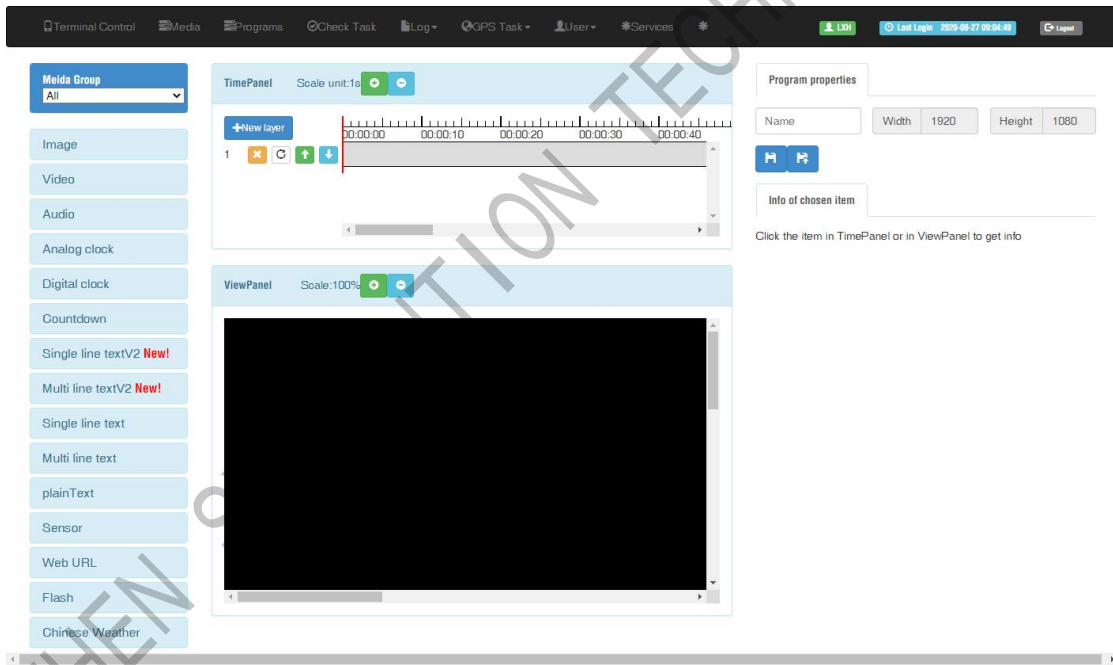 Terminal Control Media Programs Check Task Log GPS Task User Services LXH Last Login 2020-09-27 09:04:49 Logout
Meida Group
All
Image
Video
Audio
Analog clock
Digital clock
Countdown
Single line textV2 New!
Multi line textV2 New!
Single line text
Multi line text
plainText
Sensor
Web URL
Flash
Chinese Weather
TimePanel Scale unit:1s
New layer
00:00:00 00:00:10 00:00:20 00:00:30 00:00:40
1
ViewPanel Scale:100%
Program properties
Name Width 1920 Height 1080
Info of chosen item
Click the item in TimePanel or in ViewPanel to get info